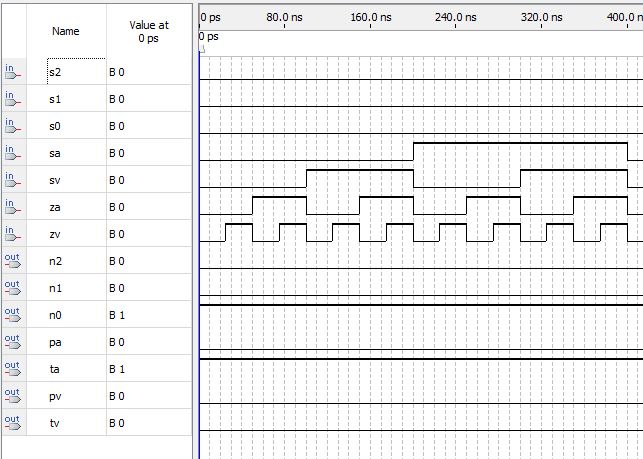 Name Value at 0 ps
0 ps 80.0 ns 160.0 ns 240.0 ns 320.0 ns 400.0 n
0 ps
in s2 B 0
in s1 B 0
in s0 B 0
in sa B 0
in sv B 0
in za B 0
in zv B 0
out n2 B 0
out n1 B 0
out n0 B 1
out pa B 0
out ta B 1
out pv B 0
out tv B 0